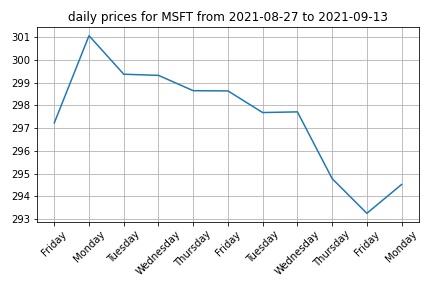 daily prices for MSFT from 2021-08-27 to 2021-09-13
301
300
299
298
297
296
295
294
293
Friday
Monday
Tuesday
Wednesday
Thursday
Friday
Tuesday
Wednesday
Thursday
Friday
Monday